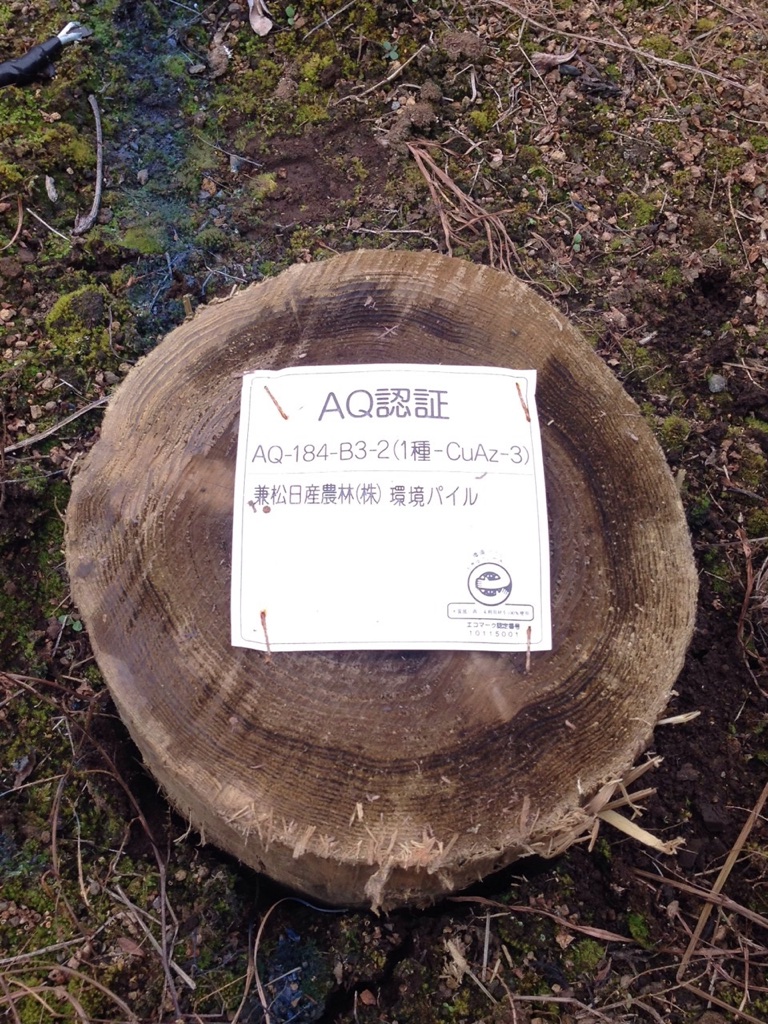 AQ認証
AQ-184-B3-2(1種-CuAz-3)
兼松日産農林(株) 環境パイル
エコマーク認定番号
10115001